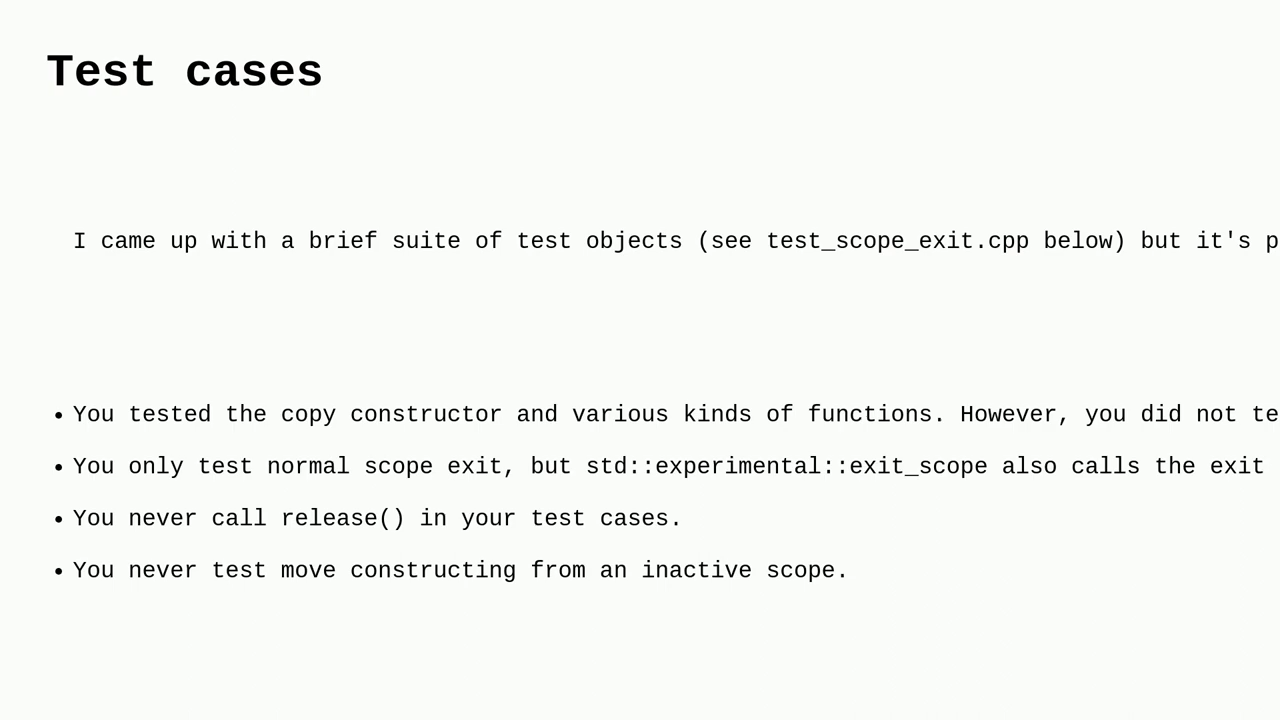 Test cases
I came up with a brief suite of test objects (see test_scope_exit.cpp below) but it's
• You tested the copy constructor and various kinds of functions. However, you did not
• You only test normal scope exit, but std::experimental::exit_scope also calls the exit
• You never call release() in your test cases.
• You never test move constructing from an inactive scope.